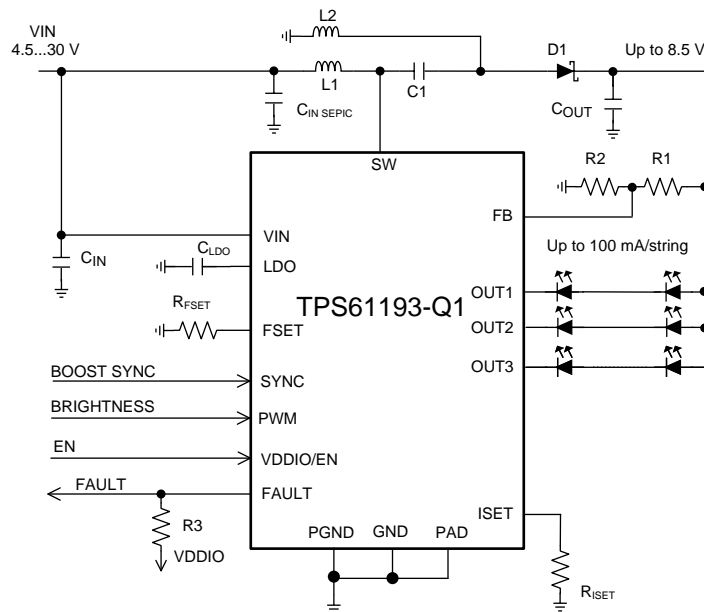 VIN
4.5...30 V
L2
L1
C1
D1
Up to 8.5 V
CIN SEPIC
COUT
SW
R2
R1
FB
VIN
CIN
CLDO
LDO
Up to 100 mA/string
TPS61193-Q1
RFSET
FSET
OUT1
OUT2
OUT3
BOOST SYNC
SYNC
BRIGHTNESS
PWM
EN
VDDIO/EN
FAULT
FAULT
R3
VDDIO
PGND
GND
PAD
ISET
RISET